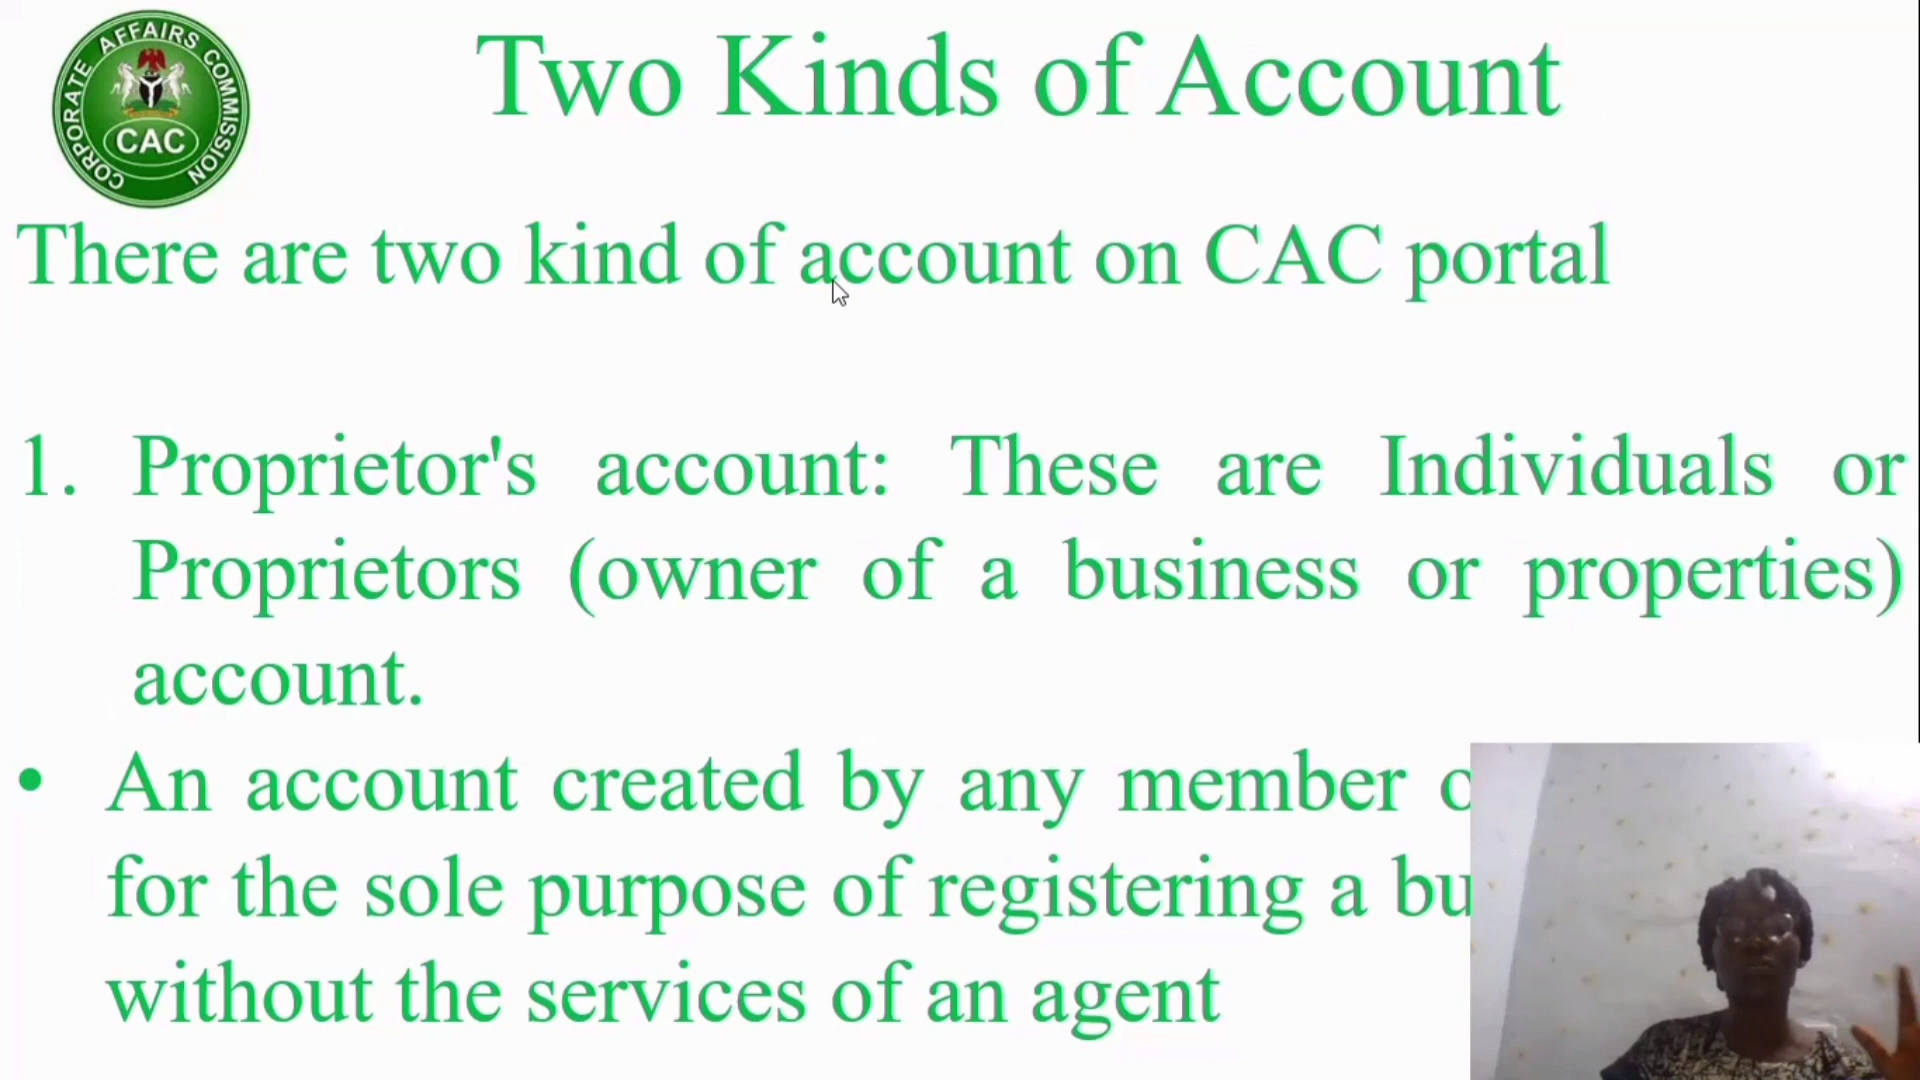 CORPORATE AFFAIRS COMMISSION
CAC
Two Kinds of Account
There are two kind of account on CAC portal
1. Proprietor's account: These are Individuals or
Proprietors (owner of a business or properties)
account.
• An account created by any member
for the sole purpose of registering a
without the services of an agent